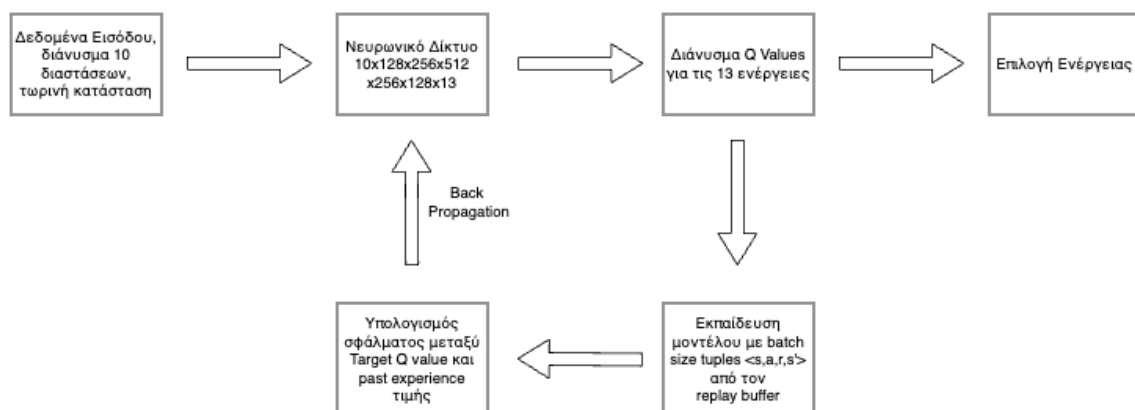 Δεδομένα Εισόδου,
διάνυσμα 10
διαστάσεων,
τωρινή κατάσταση
Νευρωνικό Δίκτυο
10x128x256x512
x256x128x13
Διάνυσμα Q Values
για τις 13 ενέργειες
Επιλογή Ενέργειας
Back
Propagation
Υπολογισμός
σφάλματος μεταξύ
Target Q value και
past experience
τιμής
Εκπαίδευση
μοντέλου με batch
size tuples <s,a,r,s'>
από τον
replay buffer